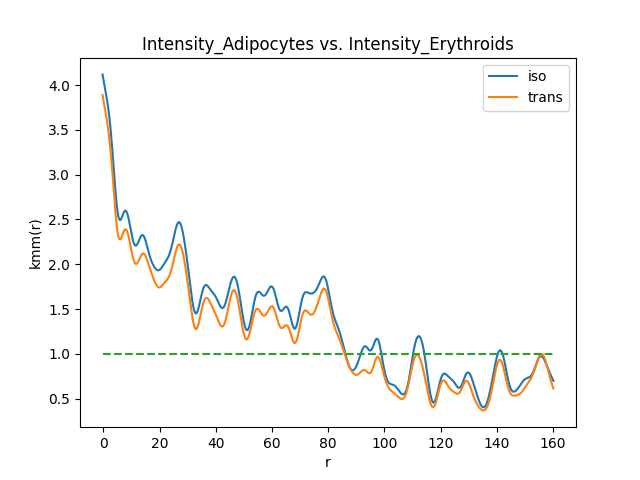 Intensity_Adipocytes vs. Intensity_Erythroids
iso
trans
kmm(r)
4.0
3.5
3.0
2.5
2.0
1.5
1.0
0.5
0 20 40 60 80 100 120 140 160
r